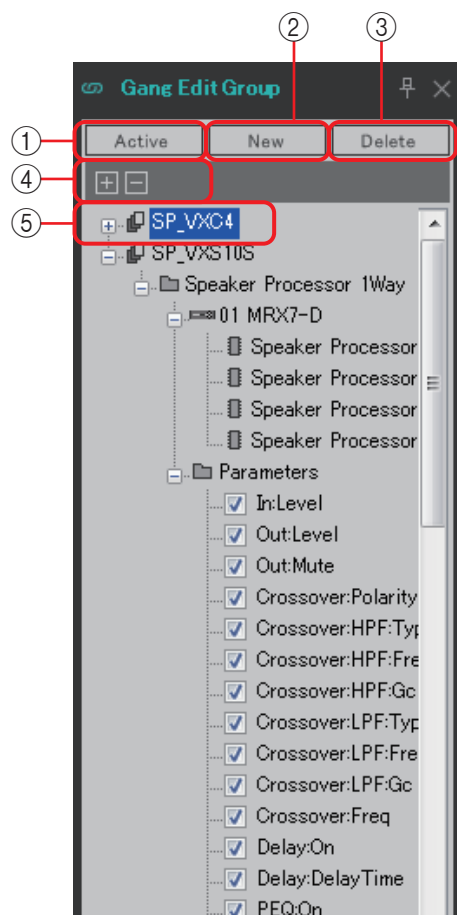 ② ③
Gang Edit Group
① Active New Delete
④
⑤ SP_VXC4
SP_VXS10S
Speaker Processor 1Way
01 MRX7-D
Speaker Processor
Speaker Processor
Speaker Processor
Speaker Processor
Parameters
In:Level
Out:Level
Out:Mute
Crossover:Polarity
Crossover:HPF:Typ
Crossover:HPF:Fre
Crossover:HPF:Gc
Crossover:LPF:Typ
Crossover:LPF:Fre
Crossover:LPF:Gc
Crossover:Freq
Delay:On
Delay:DelayTime
PEQ:On